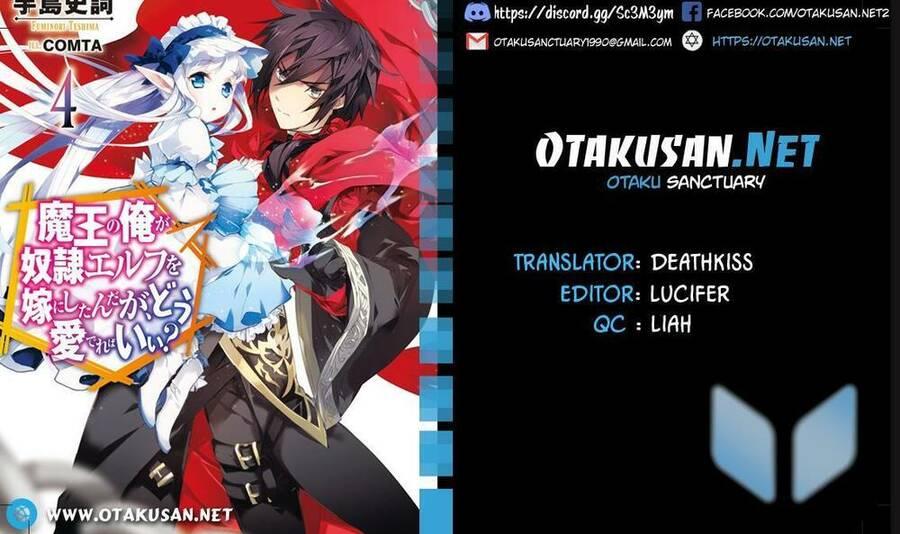 手島史詞
FUMINORI TESHIMA
ILL. COMTA
4
魔王の俺が
奴隷エルフを
嫁にしたんだが、どう
愛でればいい?
WWW.OTAKUSAN.NET
https://discord.gg/Sc3M3ym FACEBOOK.COM/OTAKUSAN.NET2
OTAKUSANCTUARY1990@GMAIL.COM HTTPS://OTAKUSAN.NET
OTAKUSAN.NET
OTAKU SANCTUARY
TRANSLATOR: DEATHKISS
EDITOR: LUCIFER
QC : LIAH